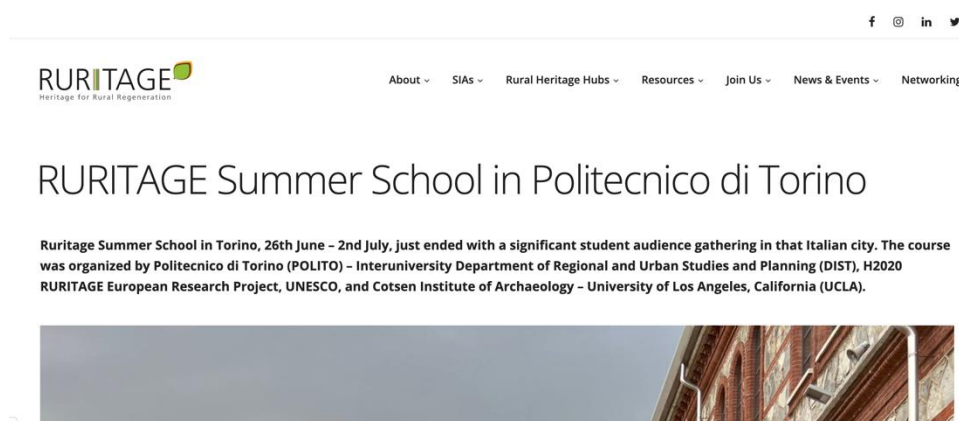 RURITAGE
Heritage for Rural Regeneration
About SIAs Rural Heritage Hubs Resources Join Us News & Events Networking
RURITAGE Summer School in Politecnico di Torino
Ruritage Summer School in Torino, 26th June – 2nd July, just ended with a significant student audience gathering in that Italian city. The course
was organized by Politecnico di Torino (POLITO) – Interuniversity Department of Regional and Urban Studies and Planning (DIST), H2020
RURITAGE European Research Project, UNESCO, and Cotsen Institute of Archaeology – University of Los Angeles, California (UCLA).